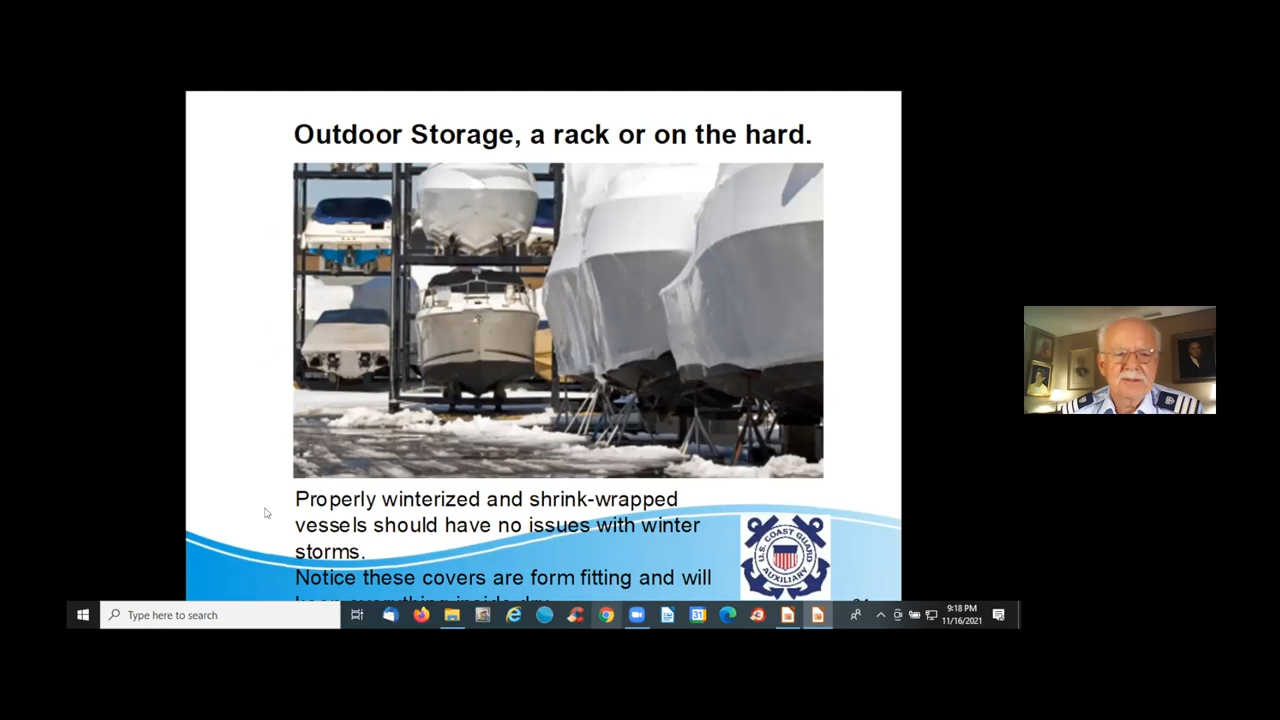 Outdoor Storage, a rack or on the hard.
Properly winterized and shrink-wrapped
vessels should have no issues with winter
storms.
Notice these covers are form fitting and will
U.S. COAST GUARD
AUXILIARY
Type here to search
31
9:18 PM
11/16/2021